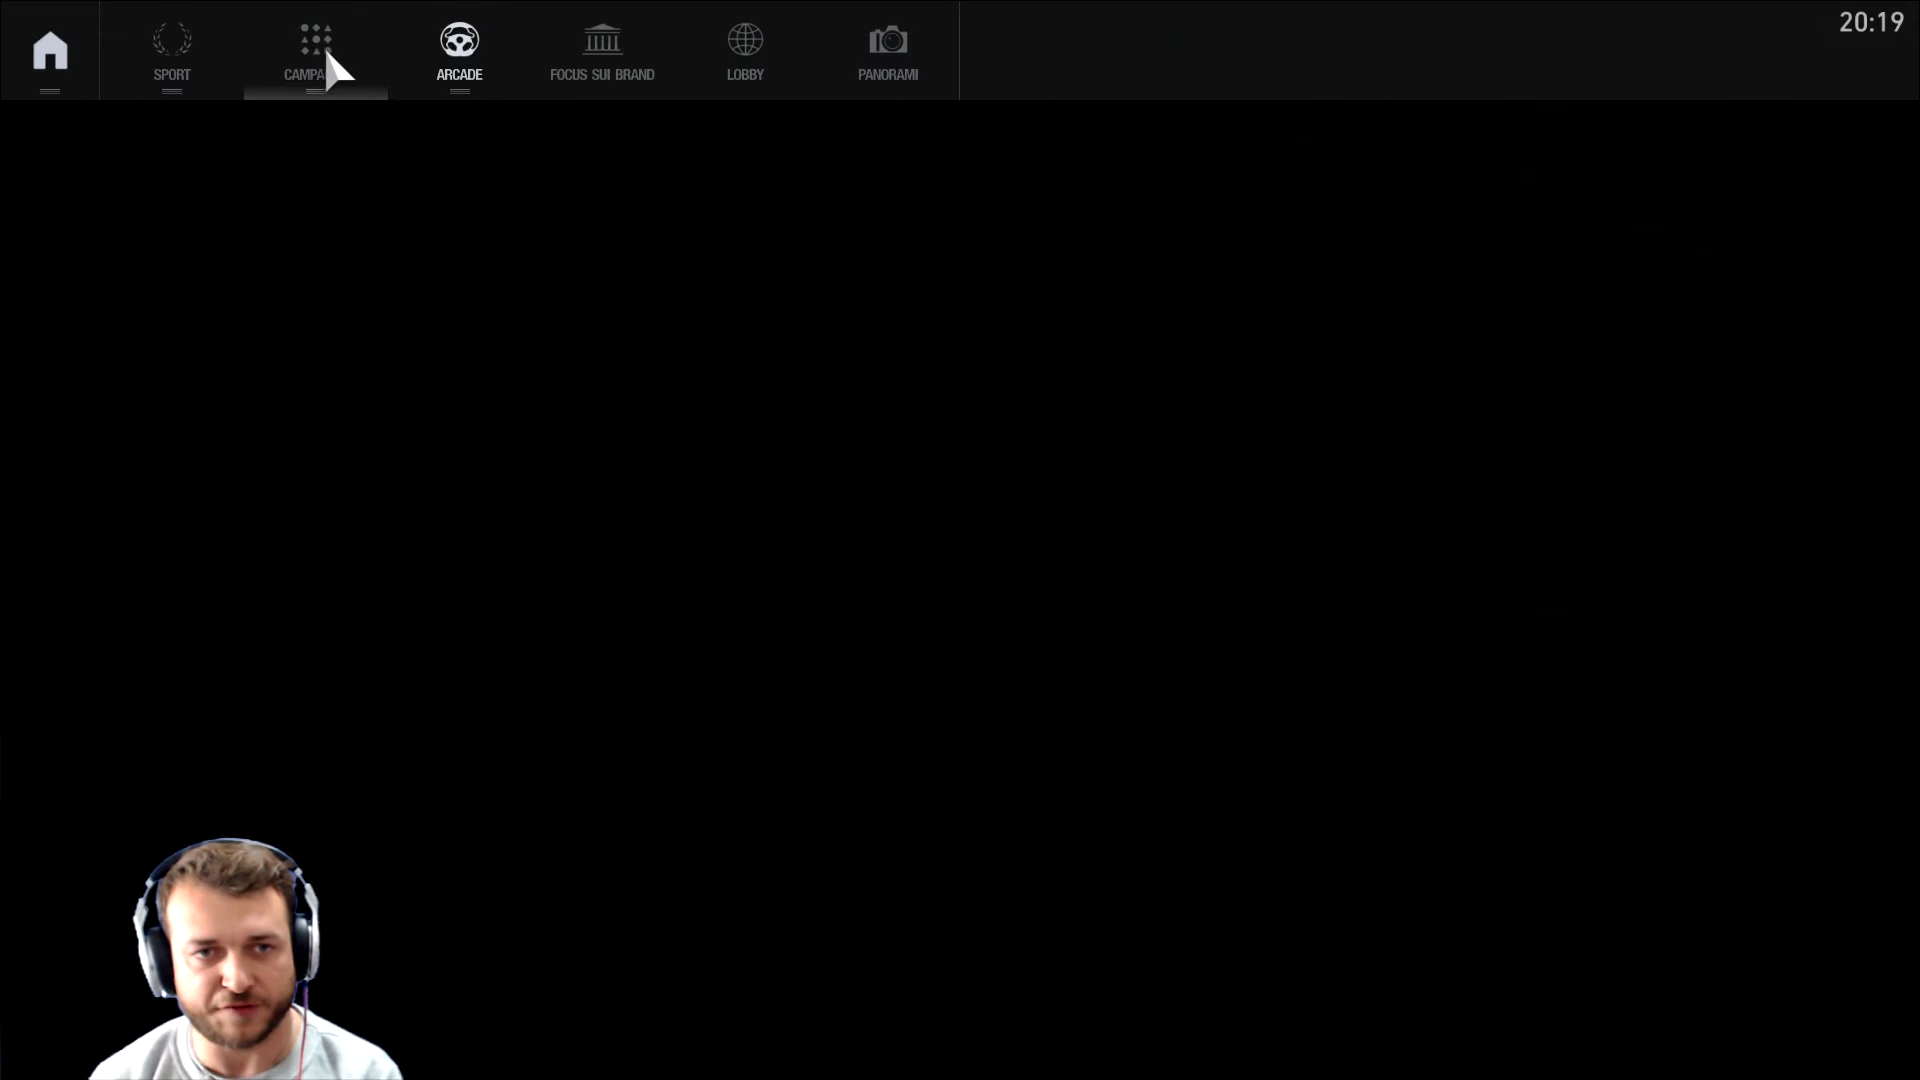 SPORT
ARCADE
FOCUS SUI BRAND
LOBBY
PANORAMI
20:19